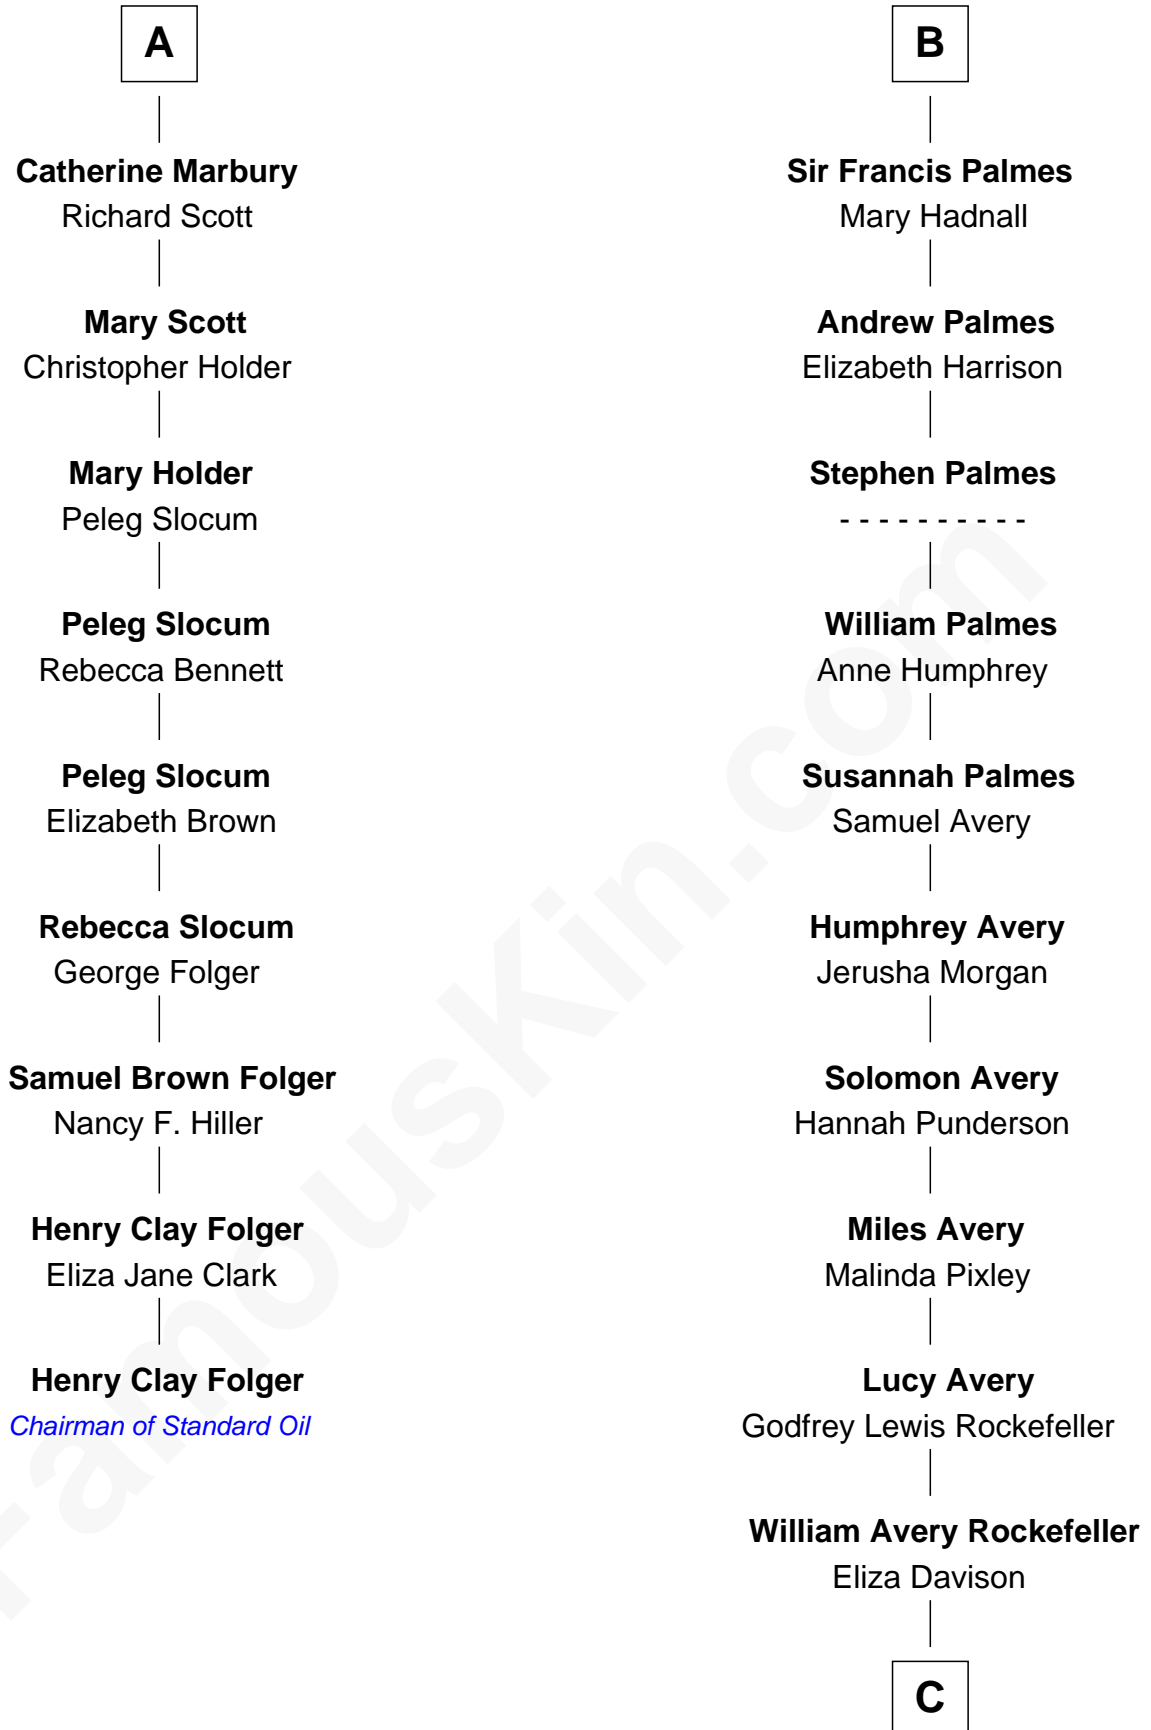 A
Catherine Marbury
Richard Scott
Mary Scott
Christopher Holder
Mary Holder
Peleg Slocum
Peleg Slocum
Rebecca Bennett
Peleg Slocum
Elizabeth Brown
Rebecca Slocum
George Folger
Samuel Brown Folger
Nancy F. Hiller
Henry Clay Folger
Eliza Jane Clark
Henry Clay Folger
Chairman of Standard Oil
B
Sir Francis Palmes
Mary Hadnall
Andrew Palmes
Elizabeth Harrison
Stephen Palmes
- - - - - - - - - -
William Palmes
Anne Humphrey
Susannah Palmes
Samuel Avery
Humphrey Avery
Jerusha Morgan
Solomon Avery
Hannah Punderson
Miles Avery
Malinda Pixley
Lucy Avery
Godfrey Lewis Rockefeller
William Avery Rockefeller
Eliza Davison
C
FamousKin.com